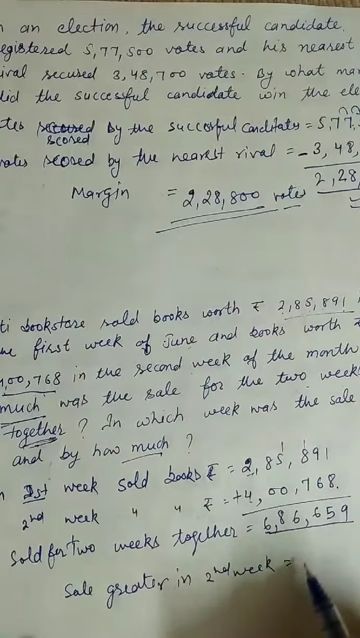 n an election, the successful candidate
egistered 5,77,500 votes and his nearest
ival secured 3,48,700 votes. By what mar
did the successful candidate win the ele
tes scored by the successful candidate = 5,77,
scored
votes scored by the nearest rival = - 3,48,
Margin = 2,28,800 votes 2,28
ti bookstore sold books worth ₹ 2,85,891
e first week of June and books worth ₹
4,00,768 in the second week of the month
much was the sale for the two weeks
together? In which week was the sale
and by how much?
1st week sold books ₹ = 2,85,891
2nd week " " ₹ = +4,00,768.
Sold for two weeks together = 6,86,659
Sale greater in 2nd week =